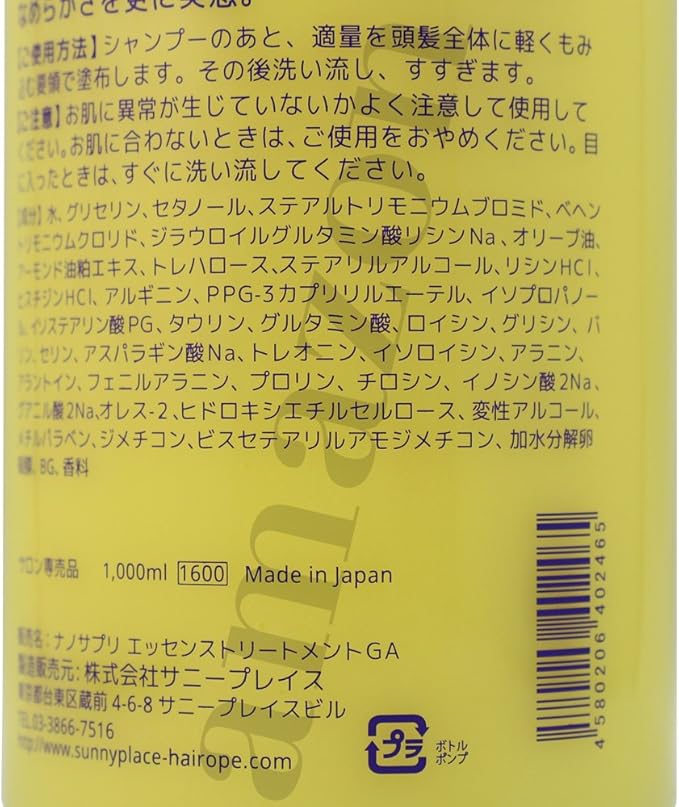 なめらかさを更に実感。
ご使用方法】シャンプーのあと、適量を頭髪全体に軽くもみ
込む要領で塗布します。その後洗い流し、すすぎます。
ご注意】お肌に異常が生じていないかよく注意して使用して
ください。お肌に合わないときは、ご使用をおやめください。目
に入ったときは、すぐに洗い流してください。
成分】水、グリセリン、セタノール、ステアルトリモニウムブロミド、ベヘン
トリモニウムクロリド、ジラウロイルグルタミン酸リシンNa、オリーブ油、
アーモンド油粕エキス、トレハロース、ステアリルアルコール、リシンHCl、
ヒスチジンHCl、アルギニン、PPG-3カプリリルエーテル、イソプロパノー
ル、イソステアリン酸PG、タウリン、グルタミン酸、ロイシン、グリシン、バ
リン、セリン、アスパラギン酸Na、トレオニン、イソロイシン、アラニン、
アラントイン、フェニルアラニン、プロリン、チロシン、イノシン酸2Na、
グアニル酸2Na、オレス-2、ヒドロキシエチルセルロース、変性アルコール、
メチルパラベン、ジメチコン、ビスセテアリルアモジメチコン、加水分解卵
殻膜、BG、香料
サロン専売品 1,000ml 1600 Made in Japan
販売名：ナノサプリ エッセンストリートメントGA
製造販売元：株式会社サニープレイス
東京都台東区蔵前 4-6-8 サニープレイスビル
TEL.03-3866-7516
http://www.sunnyplace-hairope.com
プラ ボトル
ポンプ
4 580206 402465
amazon